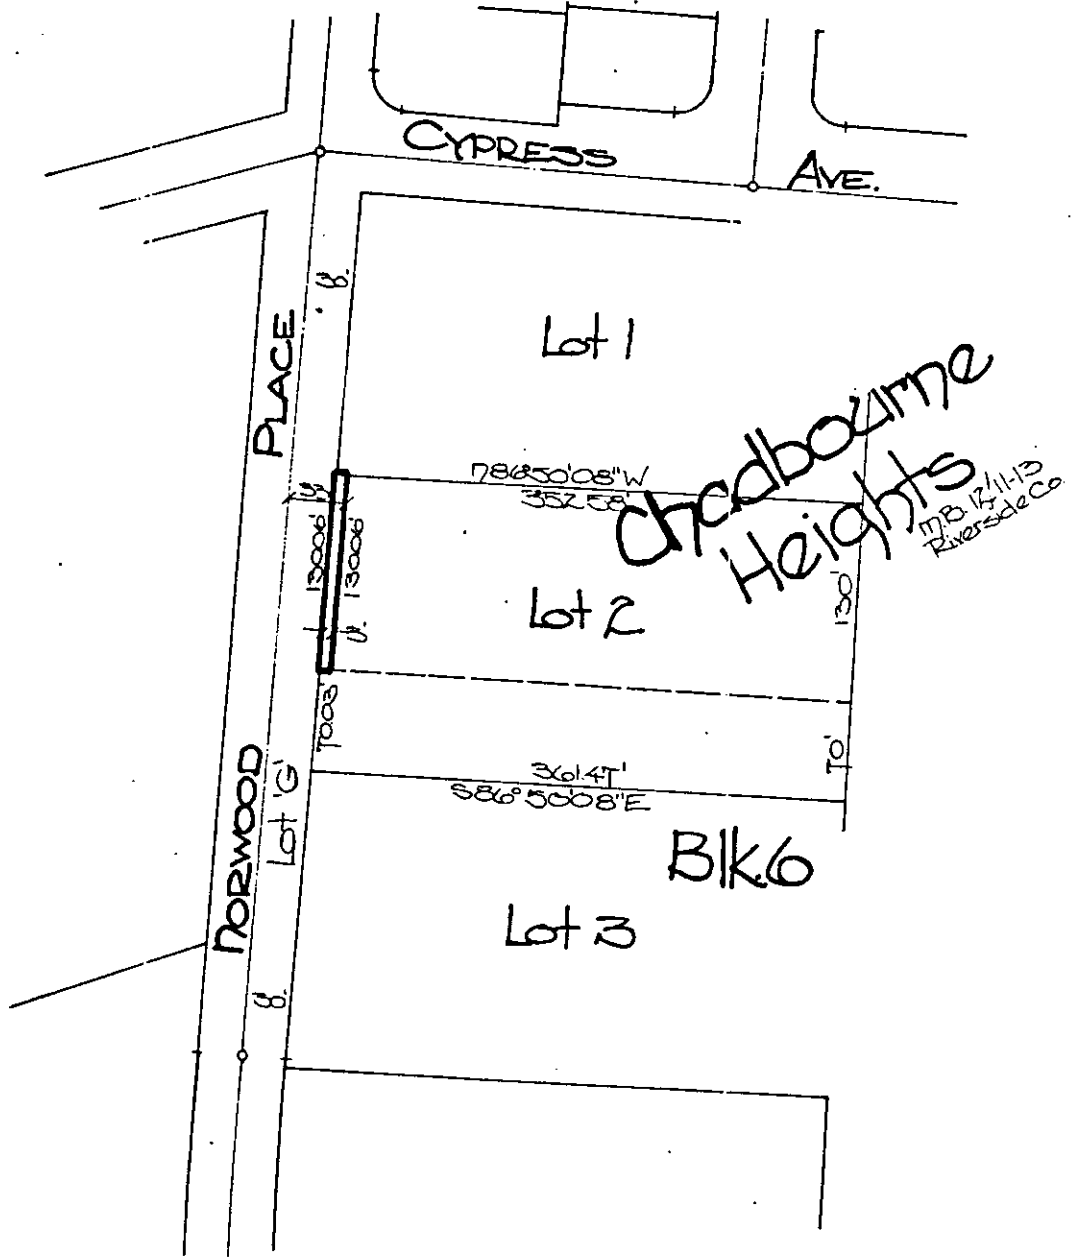 CYPRESS AVE.
PLACE
Lot 1
Chadbourne
Heights
M.B. 12/11-13
Riverside Co.
N86°50'08"W
352.58'
130.06'
130.06'
Lot 2
130'
70.03'
70'
361.47'
S86°50'08"E
NORWOOD
Lot 'G'
Blk. 6
Lot 3